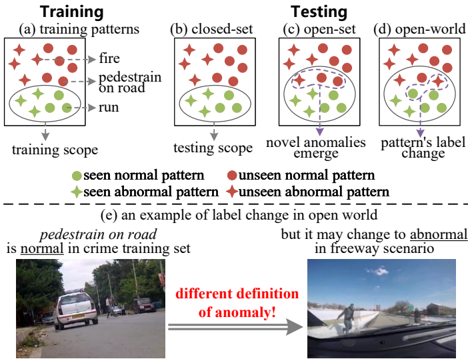 Training
Testing
(a) training patterns
(b) closed-set
(c) open-set
(d) open-world
fire
pedestrain
on road
run
training scope
testing scope
novel anomalies
emerge
pattern's label
change
seen normal pattern
unseen normal pattern
seen abnormal pattern
unseen abnormal pattern
(e) an example of label change in open world
pedestrian on road
is normal in crime training set
but it may change to abnormal
in freeway scenario
different definition
of anomaly!